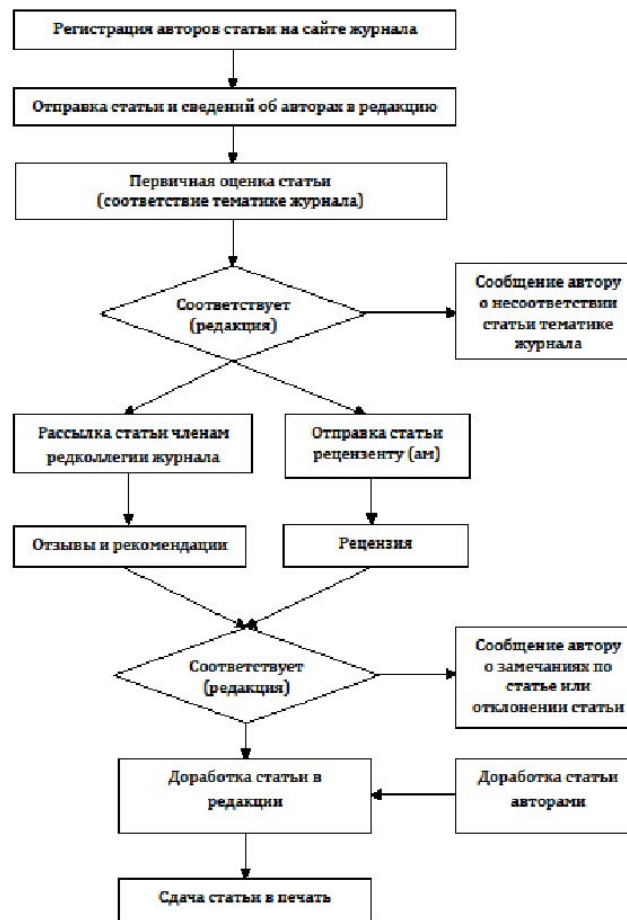 Регистрация авторов статьи на сайте журнала
Отправка статьи и сведений об авторах в редакцию
Первичная оценка статьи
(соответствие тематике журнала)
Соответствует
(редакция)
Сообщение автору
о несоответствии
статьи тематике
журнала
Рассылка статьи членам
редколлегии журнала
Отправка статьи
рецензенту (ам)
Отзывы и рекомендации
Рецензия
Соответствует
(редакция)
Сообщение автору
о замечаниях по
статье или
отклонении статьи
Доработка статьи в
редакции
Доработка статьи
авторами
Сдача статьи в печать